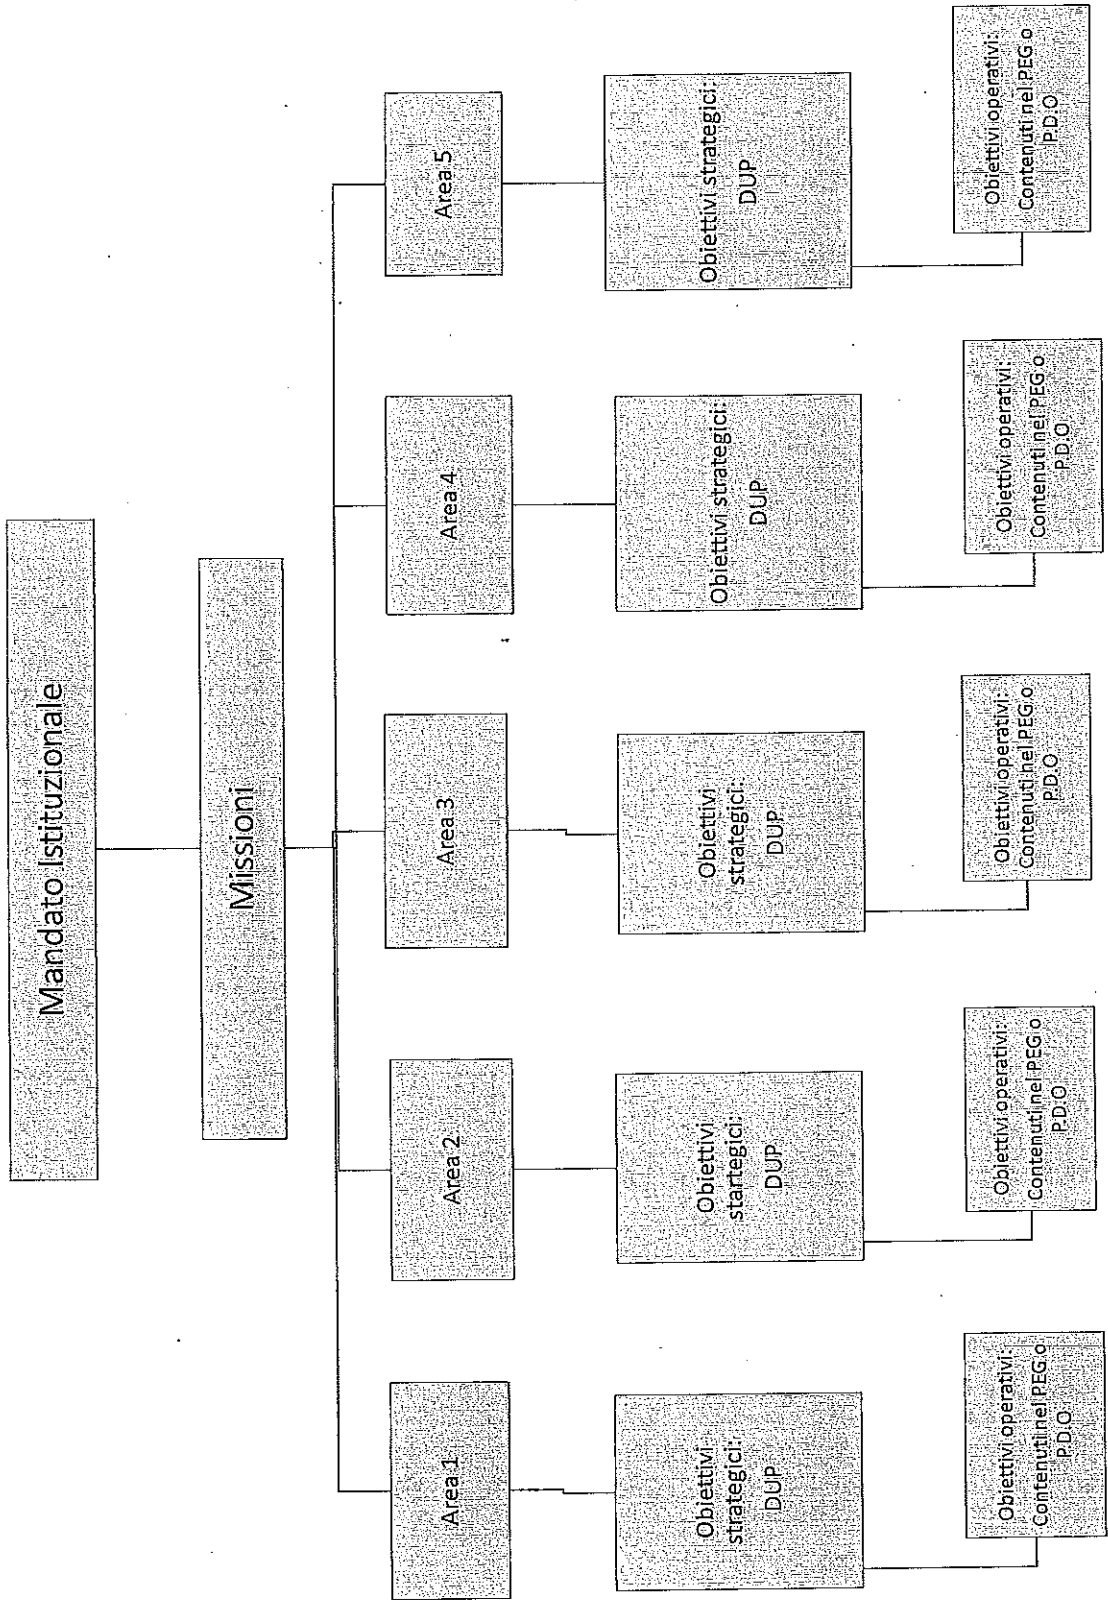 Mandato Istituzionale
Missioni
Area 1
Area 2
Area 3
Area 4
Area 5
Obiettivi
strategici:
DUP
Obiettivi
startegici:
DUP
Obiettivi
strategici:
DUP
Obiettivi strategici:
DUP
Obiettivi strategici:
DUP
Obiettivi operativi:
Contenuti nel PEG o
P.D.O
Obiettivi operativi:
Contenuti nel PEG o
P.D.O
Obiettivi operativi:
Contenuti nel PEG o
P.D.O
Obiettivi operativi:
Contenuti nel PEG o
P.D.O
Obiettivi operativi:
Contenuti nel PEG o
P.D.O